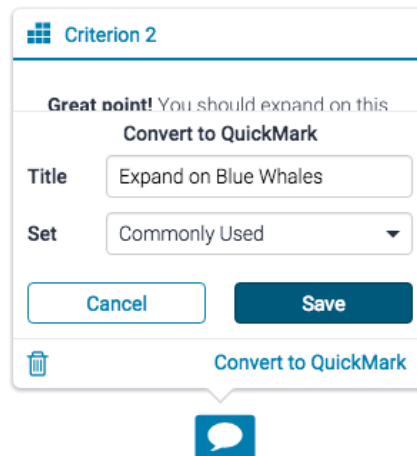 Criterion 2
Great point! You should expand on this
Convert to QuickMark
Title Expand on Blue Whales
Set Commonly Used
Cancel Save
Convert to QuickMark